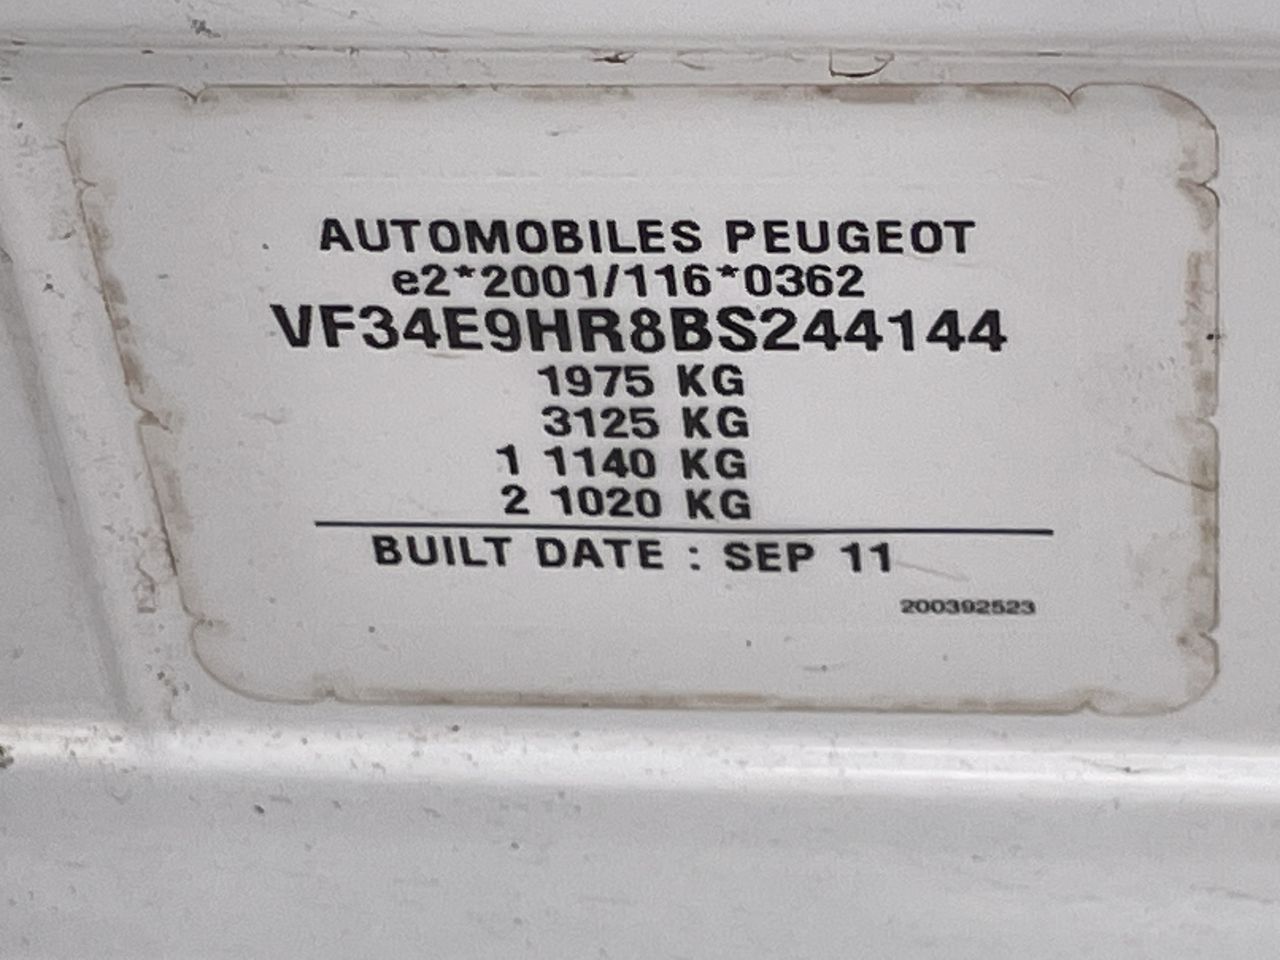 AUTOMOBILES PEUGEOT
e2*2001/116*0362
VF34E9HR8BS244144
1975 KG
3125 KG
1 1140 KG
2 1020 KG
BUILT DATE : SEP 11
200392523